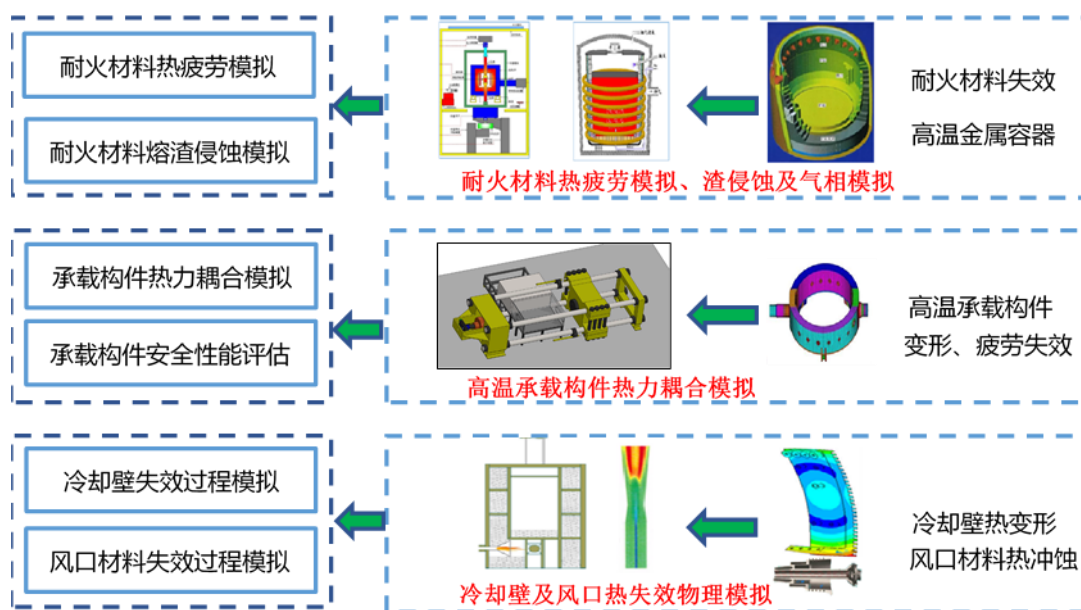 耐火材料热疲劳模拟
耐火材料熔渣侵蚀模拟
耐火材料失效
高温金属容器
耐火材料热疲劳模拟、渣侵蚀及气相模拟
承载构件热力耦合模拟
承载构件安全性能评估
高温承载构件
变形、疲劳失效
高温承载构件热力耦合模拟
冷却壁失效过程模拟
风口材料失效过程模拟
冷却壁热变形
风口材料热冲蚀
冷却壁及风口热失效物理模拟